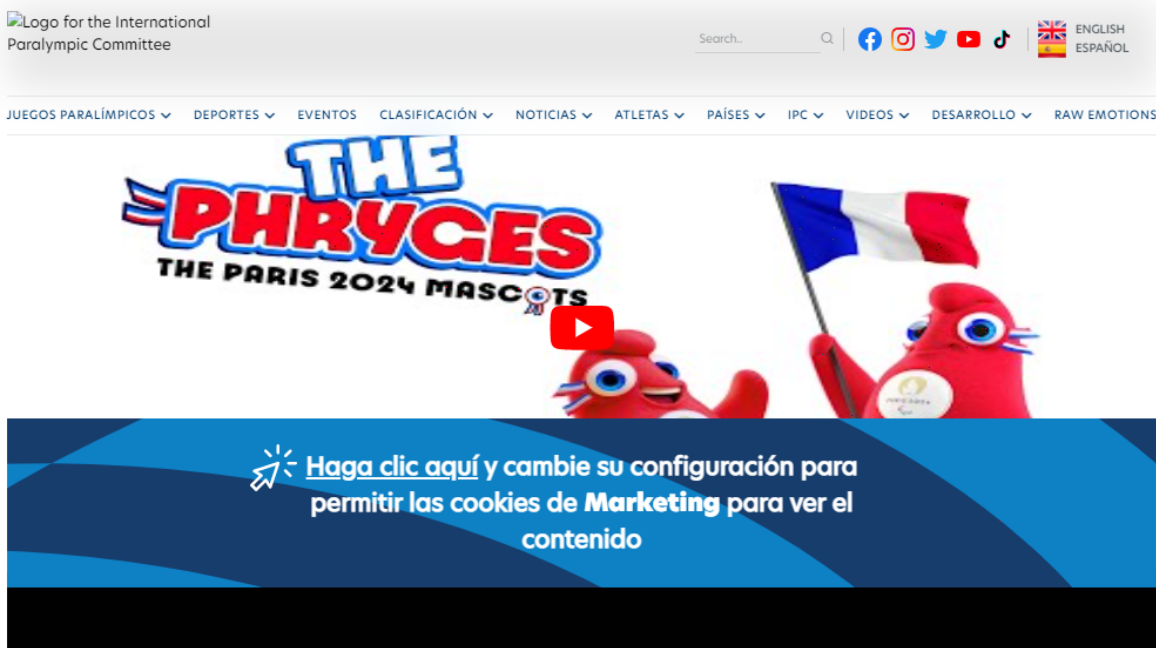 Logo for the International
Paralympic Committee
Search..
ENGLISH
ESPAÑOL
JUEGOS PARALÍMPICOS DEPORTES EVENTOS CLASIFICACIÓN NOTICIAS ATLETAS PAÍSES IPC VIDEOS DESARROLLO RAW EMOTIONS
THE
PHRYGES
THE PARIS 2024 MASCOTS
Haga clic aquí y cambie su configuración para
permitir las cookies de Marketing para ver el
contenido